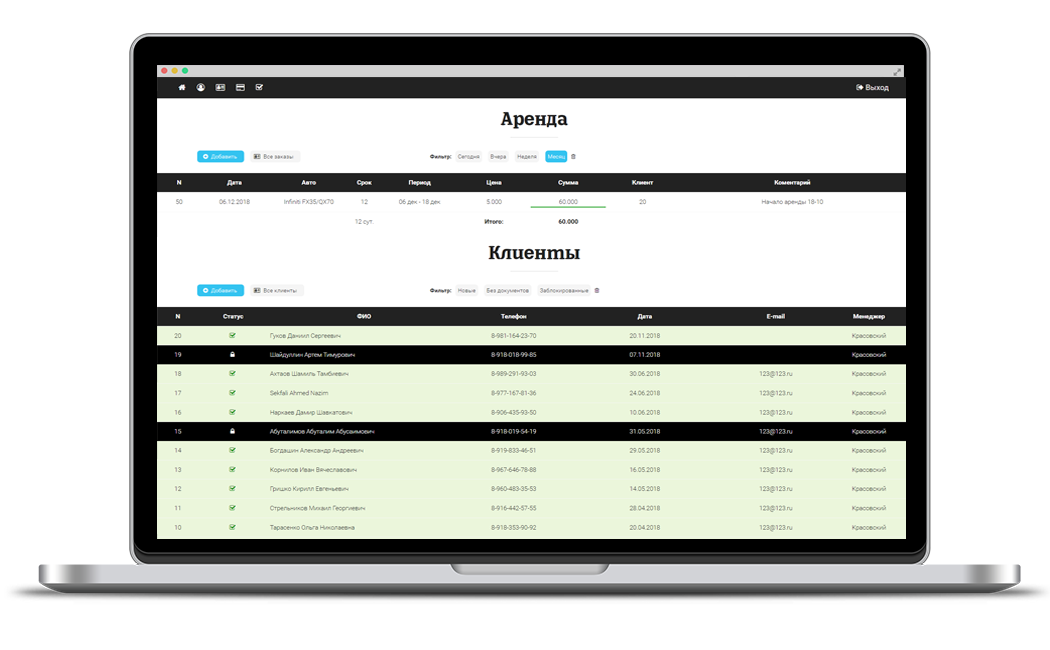 Выход
Аренда
Добавить Все заказы Фильтр: Сегодня Вчера Неделя Месяц
N Дата Авто Срок Период Цена Сумма Клиент Коментарий
50 06.12.2018 Infiniti FX35/QX70 12 06 дек - 18 дек 5.000 60.000 20 Начало аренды 18-10
12 сут. Итого: 60.000
Клиенты
Добавить Все клиенты Фильтр: Новые Без документов Заблокированные
N Статус ФИО Телефон Дата E-mail Менеджер
20 Гуков Даниил Сергеевич 8-981-164-23-70 20.11.2018 Красовский
19 Шайдуллин Артем Тимурович 8-918-018-99-85 07.11.2018 Красовский
18 Ахтаов Шамиль Тамбиевич 8-989-291-93-03 30.06.2018 123@123.ru Красовский
17 Sekfali Ahmed Nazim 8-977-167-81-36 24.06.2018 123@123.ru Красовский
16 Наркаев Дамир Шавкатович 8-906-435-93-50 10.06.2018 123@123.ru Красовский
15 Абуталимов Абуталим Абусаимович 8-918-019-54-19 31.05.2018 123@123.ru Красовский
14 Богдашин Александр Андреевич 8-919-833-46-51 29.05.2018 123@123.ru Красовский
13 Корнилов Иван Вячеславович 8-967-646-78-88 16.05.2018 123@123.ru Красовский
12 Гришко Кирилл Евгеньевич 8-960-483-35-53 14.05.2018 123@123.ru Красовский
11 Стрельников Михаил Георгиевич 8-916-442-57-55 28.04.2018 123@123.ru Красовский
10 Тарасенко Ольга Николаевна 8-918-353-90-92 20.04.2018 123@123.ru Красовский